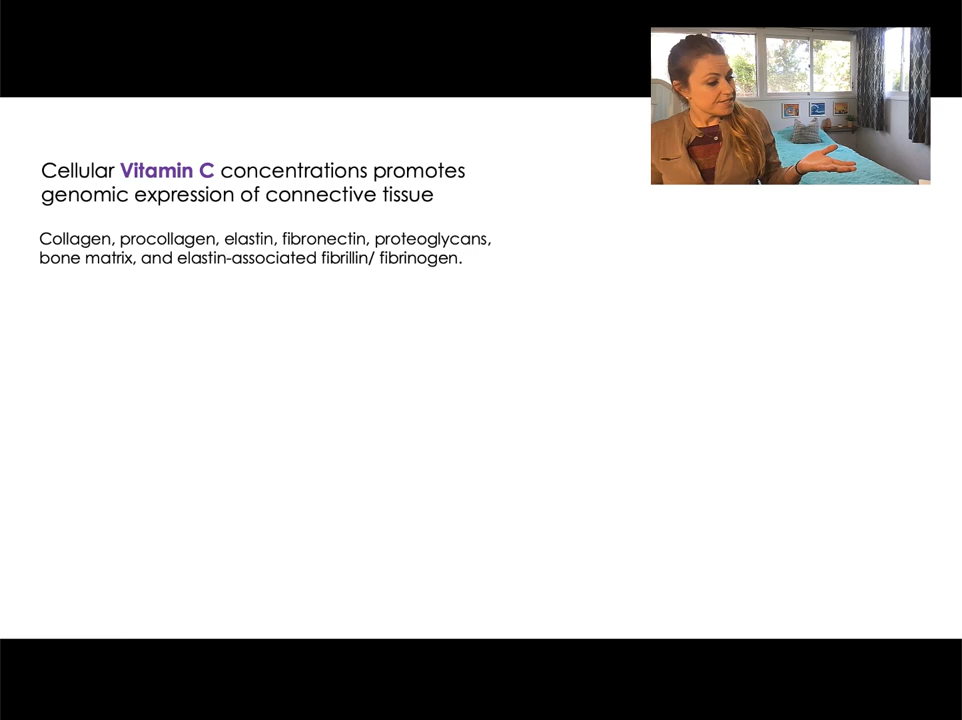 Cellular Vitamin C concentrations promotes
genomic expression of connective tissue
Collagen, procollagen, elastin, fibronectin, proteoglycans,
bone matrix, and elastin-associated fibrillin/ fibrinogen.